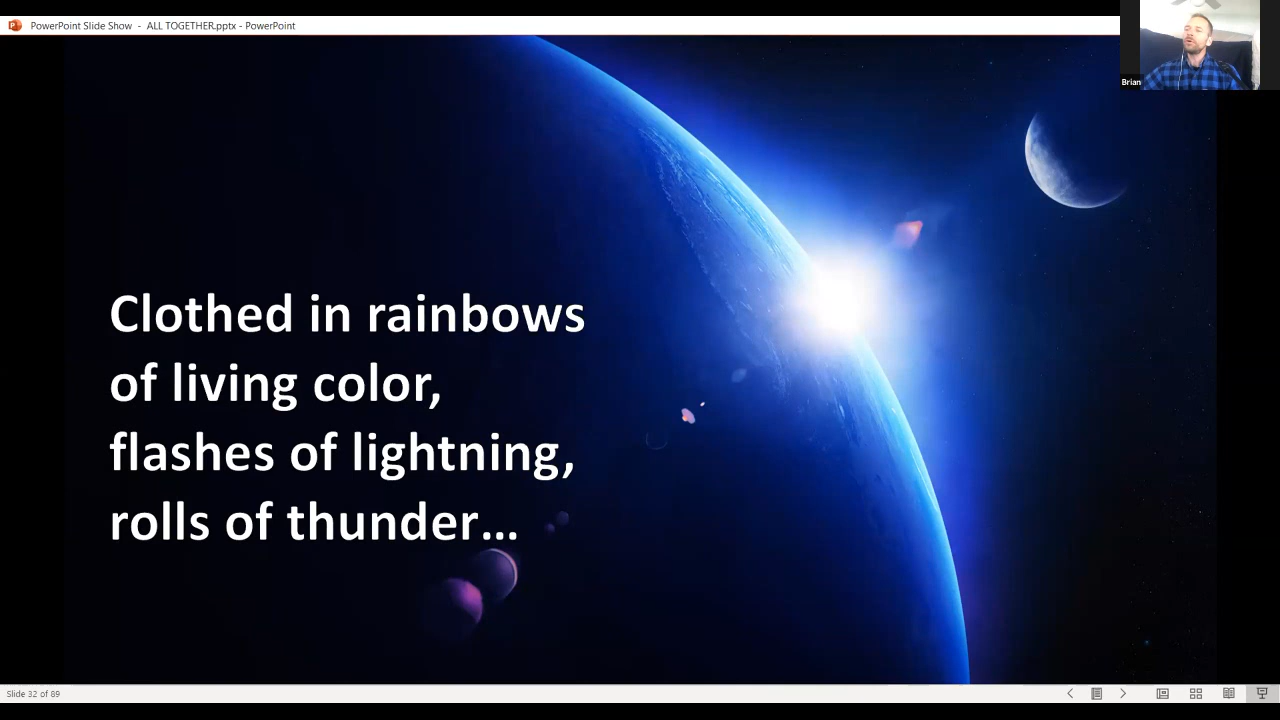 PowerPoint Slide Show - ALL TOGETHER.pptx - PowerPoint
Brian
Clothed in rainbows
of living color,
flashes of lightning,
rolls of thunder...
Slide 32 of 89